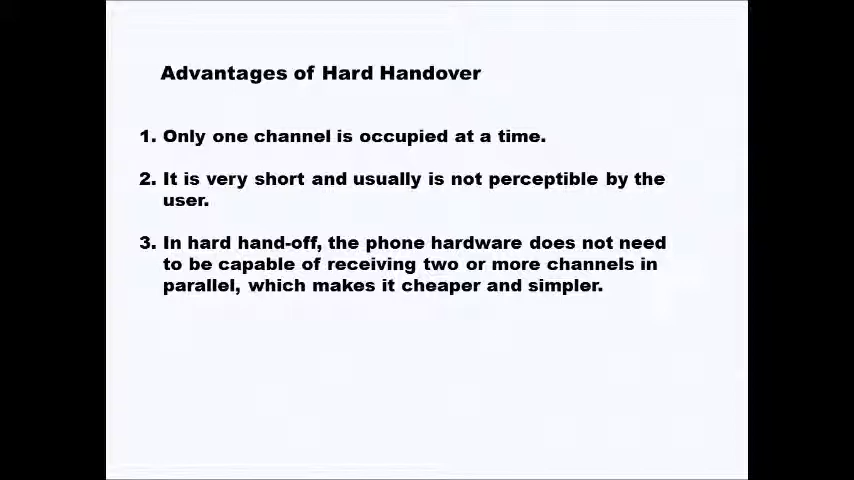 Advantages of Hard Handover
1. Only one channel is occupied at a time.
2. It is very short and usually is not perceptible by the
user.
3. In hard hand-off, the phone hardware does not need
to be capable of receiving two or more channels in
parallel, which makes it cheaper and simpler.